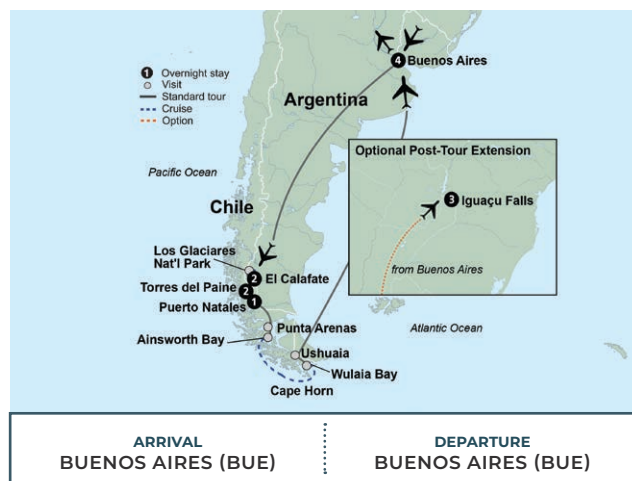 1 Overnight stay
Visit
Standard tour
Cruise
Option
4 Buenos Aires
Argentina
Optional Post-Tour Extension
Pacific Ocean
3 Iguaçu Falls
Chile
Los Glaciares
Nat'l Park
2 El Calafate
from Buenos Aires
Torres del Paine 2
Puerto Natales 1
Punta Arenas
Atlantic Ocean
Ainsworth Bay
Ushuaia
Wulaia Bay
Cape Horn
ARRIVAL
BUENOS AIRES (BUE)
DEPARTURE
BUENOS AIRES (BUE)